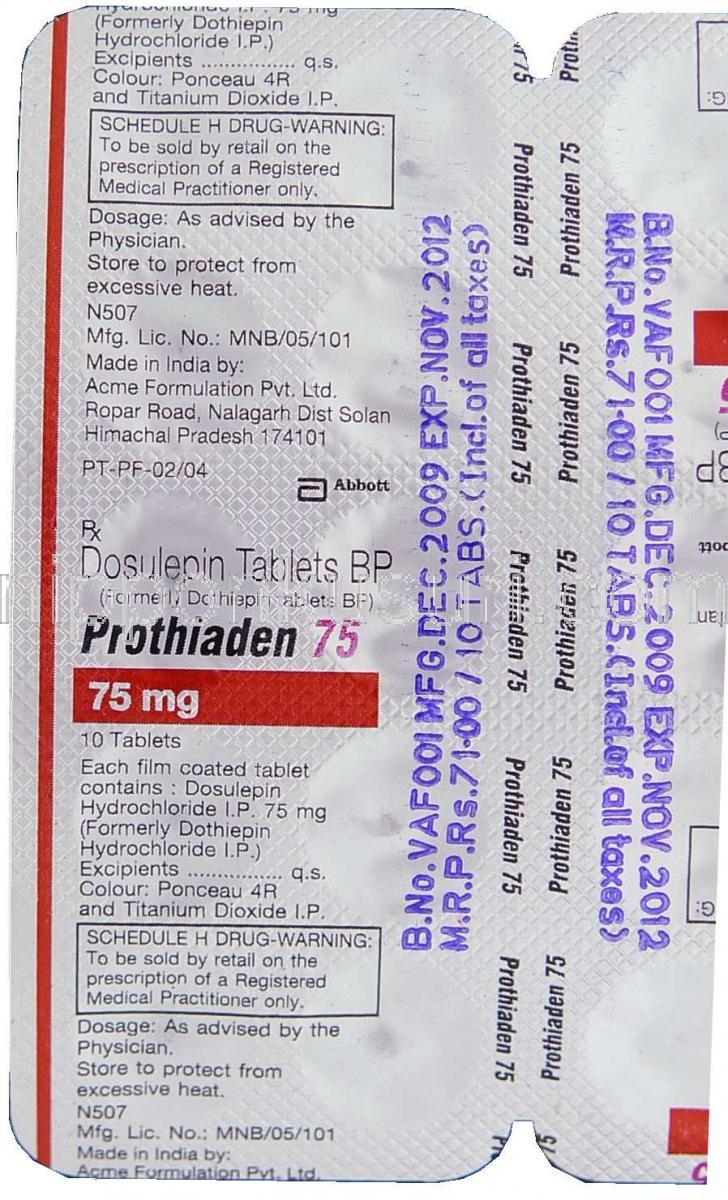 Hydrochloride I.P. 75 mg
(Formerly Dothiepin
Hydrochloride I.P.)
Excipients ................ q.s.
Colour: Ponceau 4R
and Titanium Dioxide I.P.
SCHEDULE H DRUG-WARNING:
To be sold by retail on the
prescription of a Registered
Medical Practitioner only.
Dosage: As advised by the
Physician.
Store to protect from
excessive heat.
N507
Mfg. Lic. No.: MNB/05/101
Made in India by:
Acme Formulation Pvt. Ltd.
Ropar Road, Nalagarh Dist Solan
Himachal Pradesh 174101
PT-PF-02/04
Abbott
Rx
Dosulepin Tablets BP
(Formerly Dothiepin Tablets BP)
Prothiaden 75
75 mg
10 Tablets
Each film coated tablet
contains : Dosulepin
Hydrochloride I.P. 75 mg
(Formerly Dothiepin
Hydrochloride I.P.)
Excipients ................ q.s.
Colour: Ponceau 4R
and Titanium Dioxide I.P.
SCHEDULE H DRUG-WARNING:
To be sold by retail on the
prescription of a Registered
Medical Practitioner only.
Dosage: As advised by the
Physician.
Store to protect from
excessive heat.
N507
Mfg. Lic. No.: MNB/05/101
Made in India by:
Acme Formulation Pvt. Ltd.
B.No.VAF001 MFG.DEC.2009 EXP.NOV.2012
M.R.P.Rs.71.00 / 10 TABS.(Incl.of all taxes)
75
Prothiaden 75
Prothiaden 75
Prothiaden 75
Prothiaden 75
Prothiaden 75
Prothiaden 75
Prothiaden 75
Prothiaden 75
Prothiaden 75
Prothiaden 75
75
B.No.VAF001 MFG.DEC.2009 EXP.NOV.2012
M.R.P.Rs.71.00 / 10 TABS.(Incl.of all taxes)
G:
BP
G: